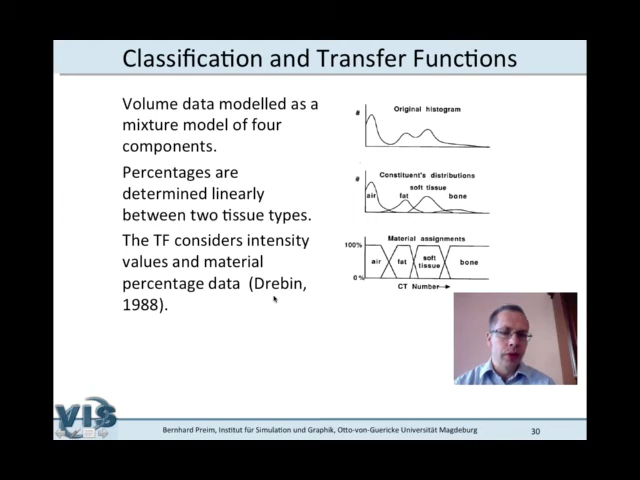 Classification and Transfer Functions
Volume data modelled as a
mixture model of four
components.
Percentages are
determined linearly
between two tissue types.
The TF considers intensity
values and material
percentage data (Drebin,
1988).
Original histogram
#
Constituent's distributions
#
soft tissue
air
fat
bone
Material assignments
100%
air
fat
soft
tissue
bone
0%
CT Number
VIS
Bernhard Preim, Institut für Simulation und Graphik, Otto-von-Guericke Universität Magdeburg
30